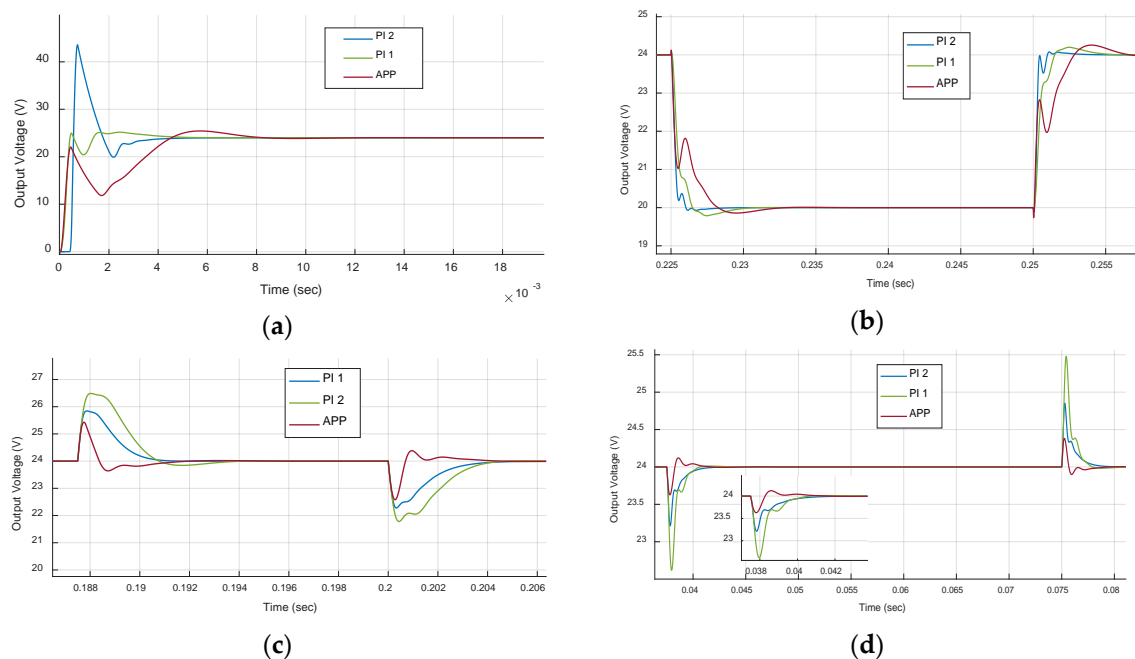 PI 2
PI 1
APP
Output Voltage (V)
40
30
20
10
0
0 2 4 6 8 10 12 14 16 18
Time (sec)
× 10 -3
(a)
PI 2
PI 1
APP
Output Voltage (V)
25
24
23
22
21
20
19
0.225 0.23 0.235 0.24 0.245 0.25 0.255
Time (sec)
(b)
PI 1
PI 2
APP
Output Voltage (V)
27
26
25
24
23
22
21
20
0.188 0.19 0.192 0.194 0.196 0.198 0.2 0.202 0.204 0.206
Time (sec)
(c)
PI 2
PI 1
APP
Output Voltage (V)
25.5
25
24.5
24
23.5
23
24
23.5
23
0.038 0.04 0.042
0.04 0.045 0.05 0.055 0.06 0.065 0.07 0.075 0.08
Time (sec)
(d)